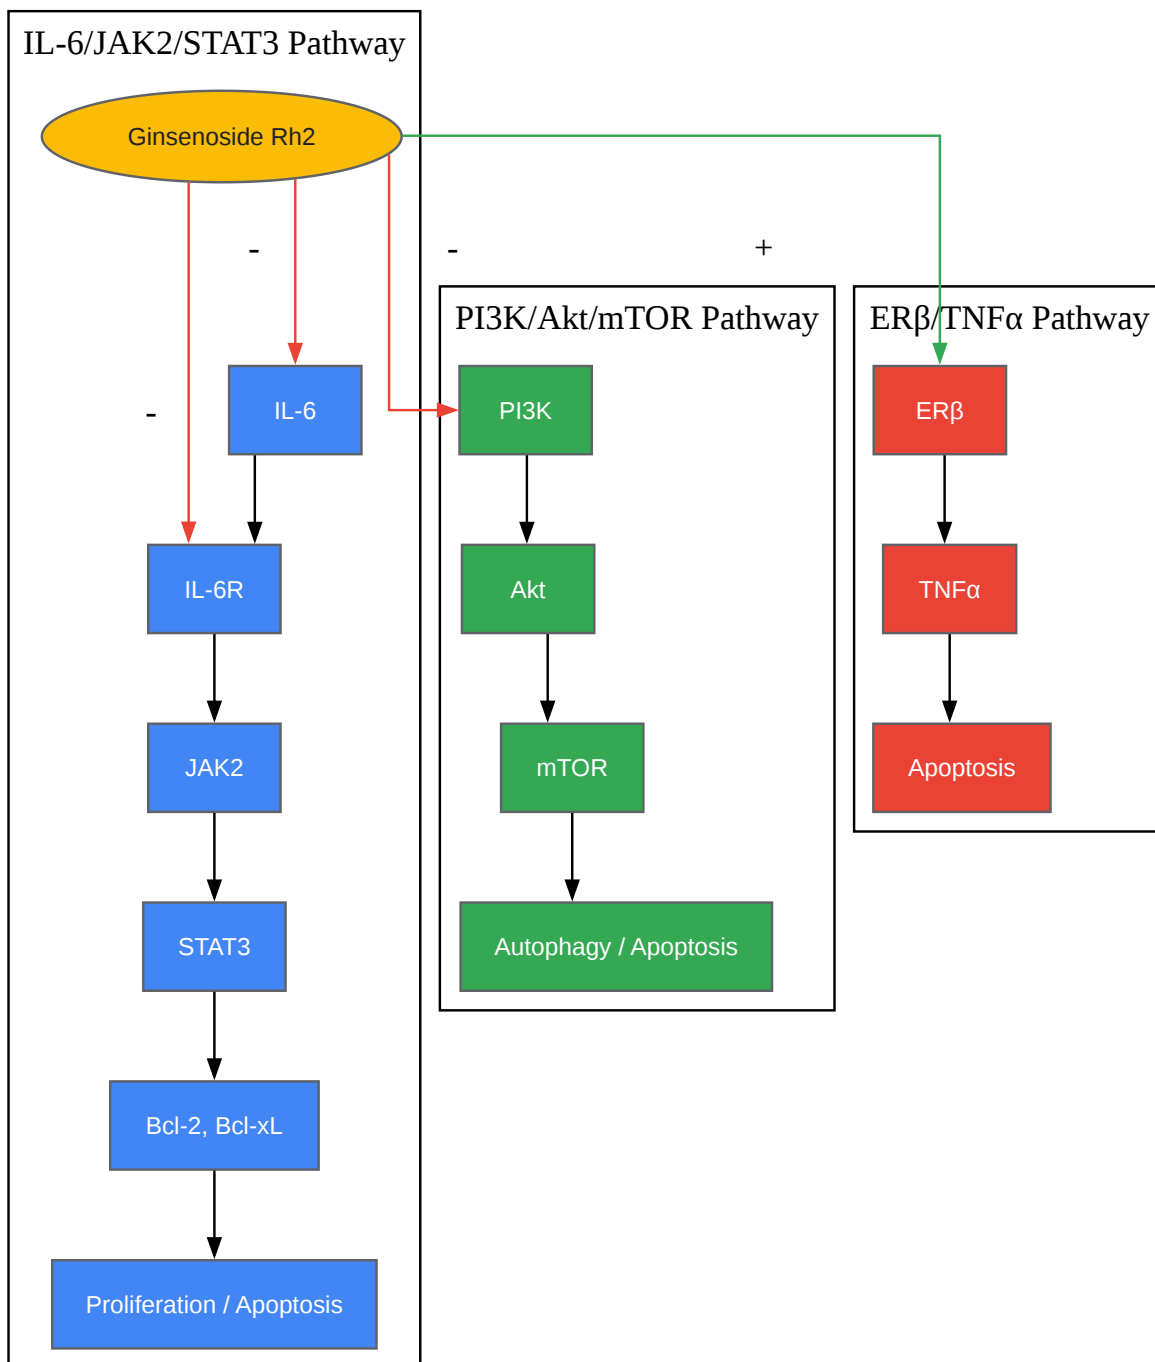 IL-6/JAK2/STAT3 Pathway
Ginsenoside Rh2
-
-
+
PI3K/Akt/mTOR Pathway
ERβ/TNFα Pathway
-
IL-6
PI3K
ERβ
IL-6R
Akt
TNFα
JAK2
mTOR
Apoptosis
STAT3
Autophagy / Apoptosis
Bcl-2, Bcl-xL
Proliferation / Apoptosis